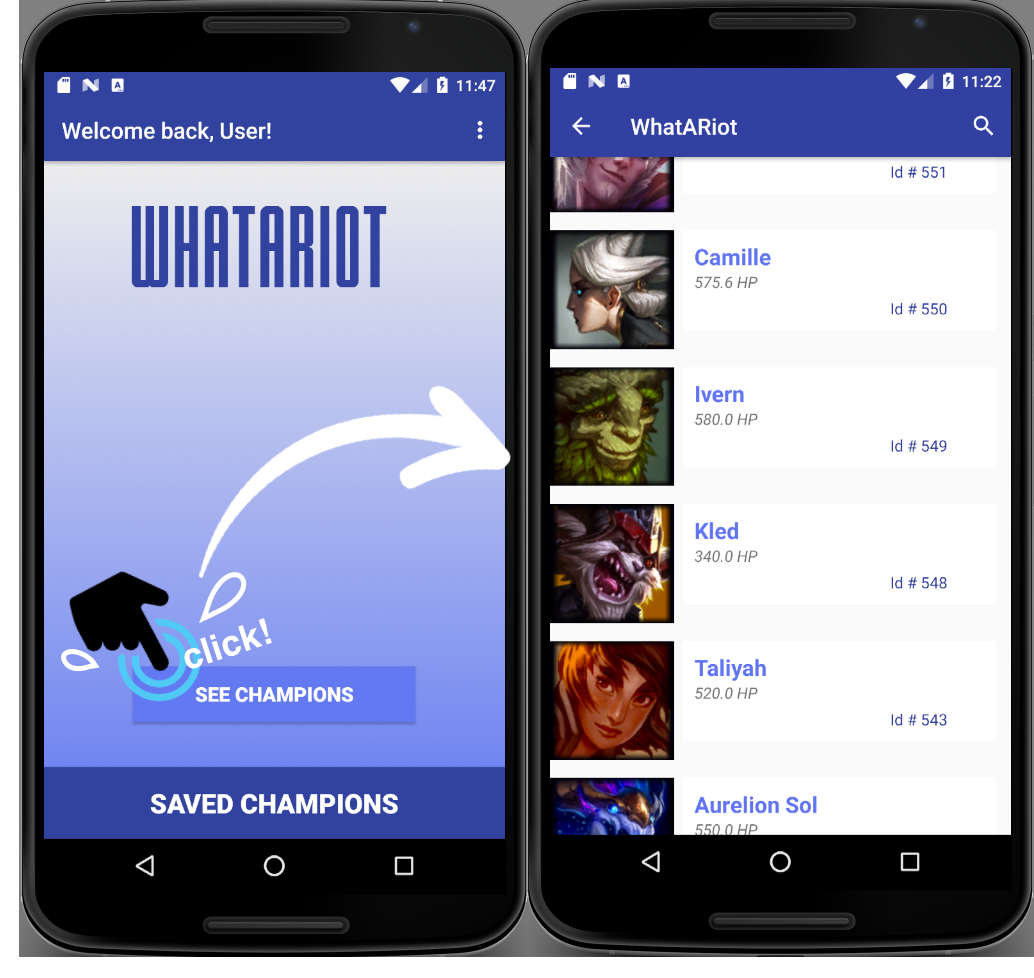 11:47
Welcome back, User!
WHATARIOT
click!
SEE CHAMPIONS
SAVED CHAMPIONS
11:22
WhatARiot
Id # 551
Camille
575.6 HP
Id # 550
Ivern
580.0 HP
Id # 549
Kled
340.0 HP
Id # 548
Taliyah
520.0 HP
Id # 543
Aurelion Sol
550.0 HP